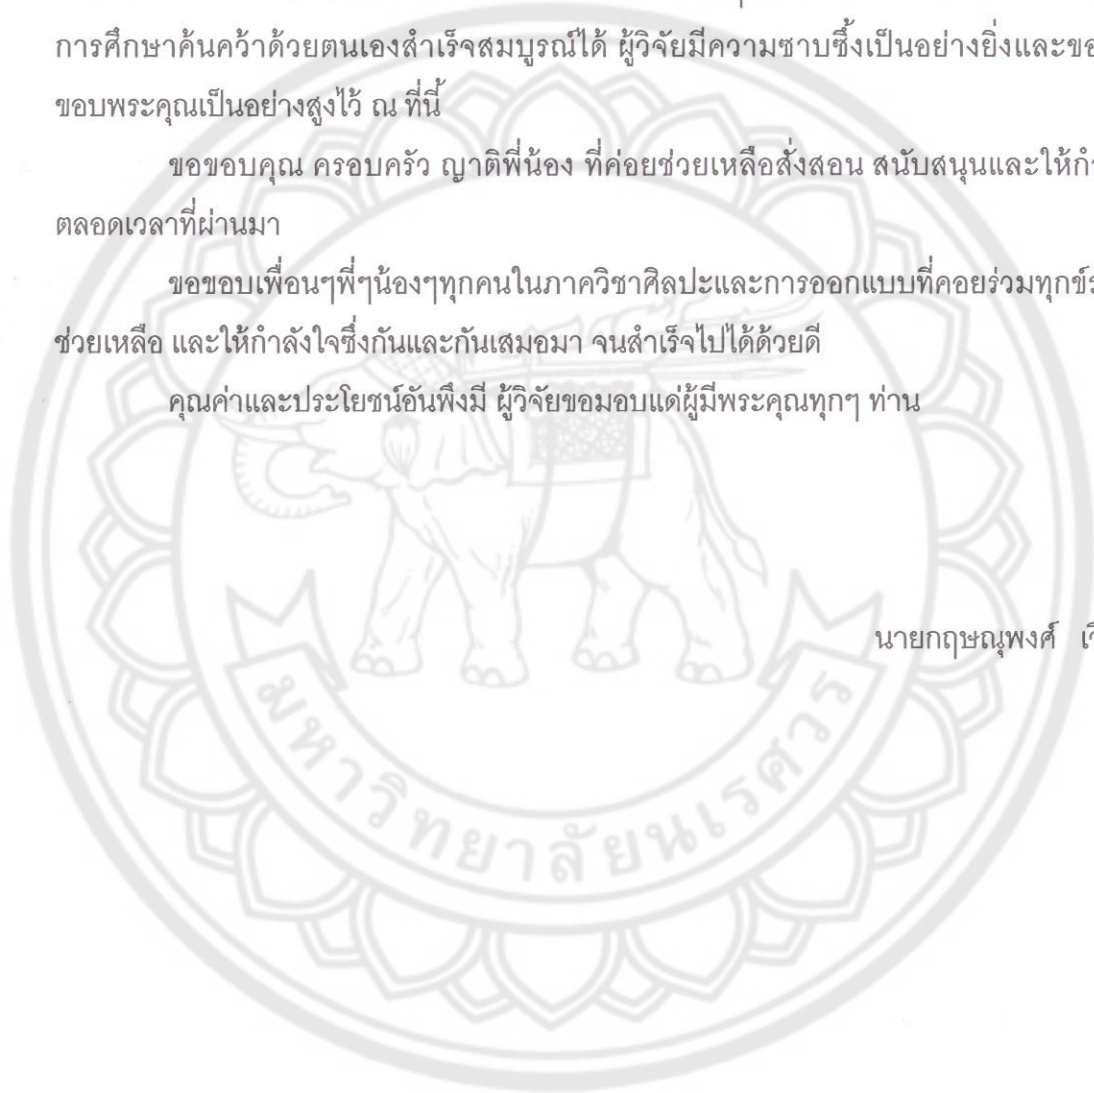 การศึกษาค้นคว้าด้วยตนเองสำเร็จสมบูรณ์ได้ ผู้วิจัยมีความซาบซึ้งเป็นอย่างยิ่งและขอ
ขอบพระคุณเป็นอย่างสูงไว้ ณ ที่นี้
ขอขอบคุณ ครอบครัว ญาติพี่น้อง ที่ค่อยช่วยเหลือสั่งสอน สนับสนุนและให้
ตลอดเวลาที่ผ่านมา
ขอขอบเพื่อนๆพี่ๆน้องๆทุกคนในภาควิชาศิลปะและการออกแบบที่คอยร่วมทุกข์
ช่วยเหลือ และให้กำลังใจซึ่งกันและกันเสมอมา จนสำเร็จไปได้ด้วยดี
คุณค่าและประโยชน์อันพึงมี ผู้วิจัยขอมอบแด่ผู้มีพระคุณทุกๆ ท่าน
นายกฤษณุพงศ์
มหาวิทยาลัยนเรศวร